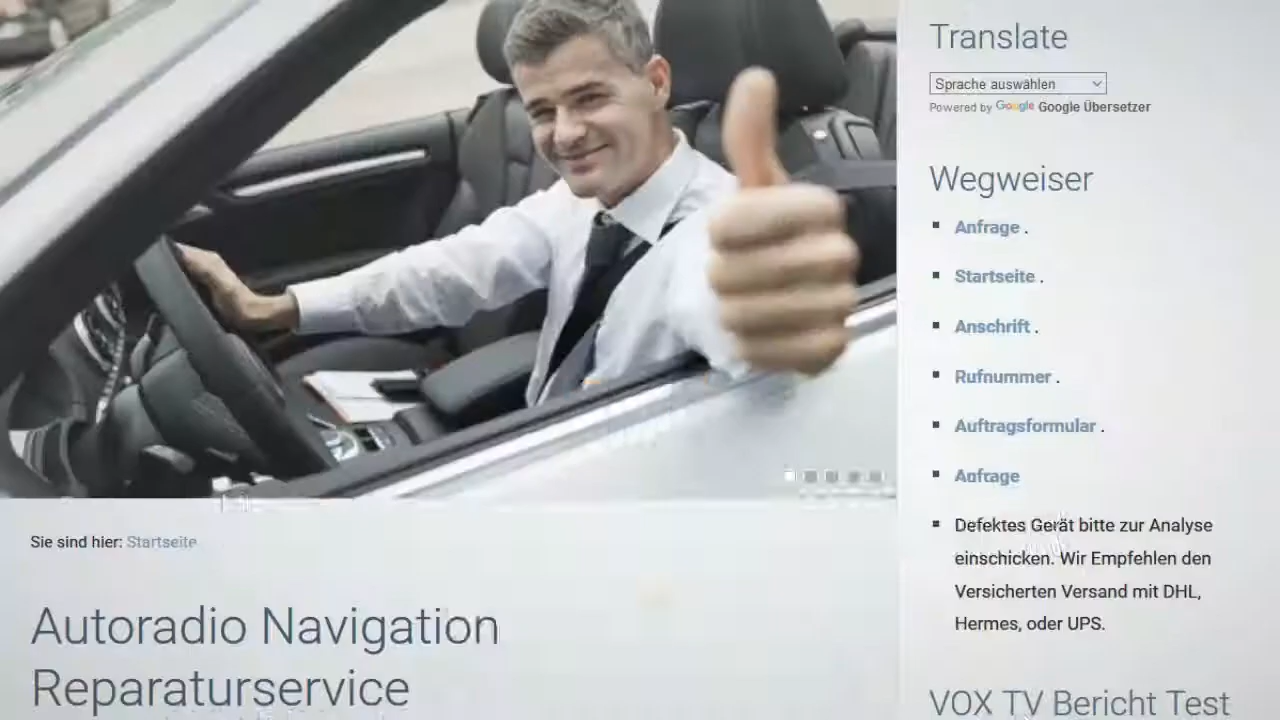 Translate
Sprache auswählen
Powered by Google Google Übersetzer
Wegweiser
Anfrage .
Startseite .
Anschrift .
Rufnummer .
Auftragsformular .
Anfrage
Defektes Gerät bitte zur Analyse
einschicken. Wir Empfehlen den
Versicherten Versand mit DHL,
Hermes, oder UPS.
VOX TV Bericht Test
Sie sind hier: Startseite
Autoradio Navigation
Reparaturservice